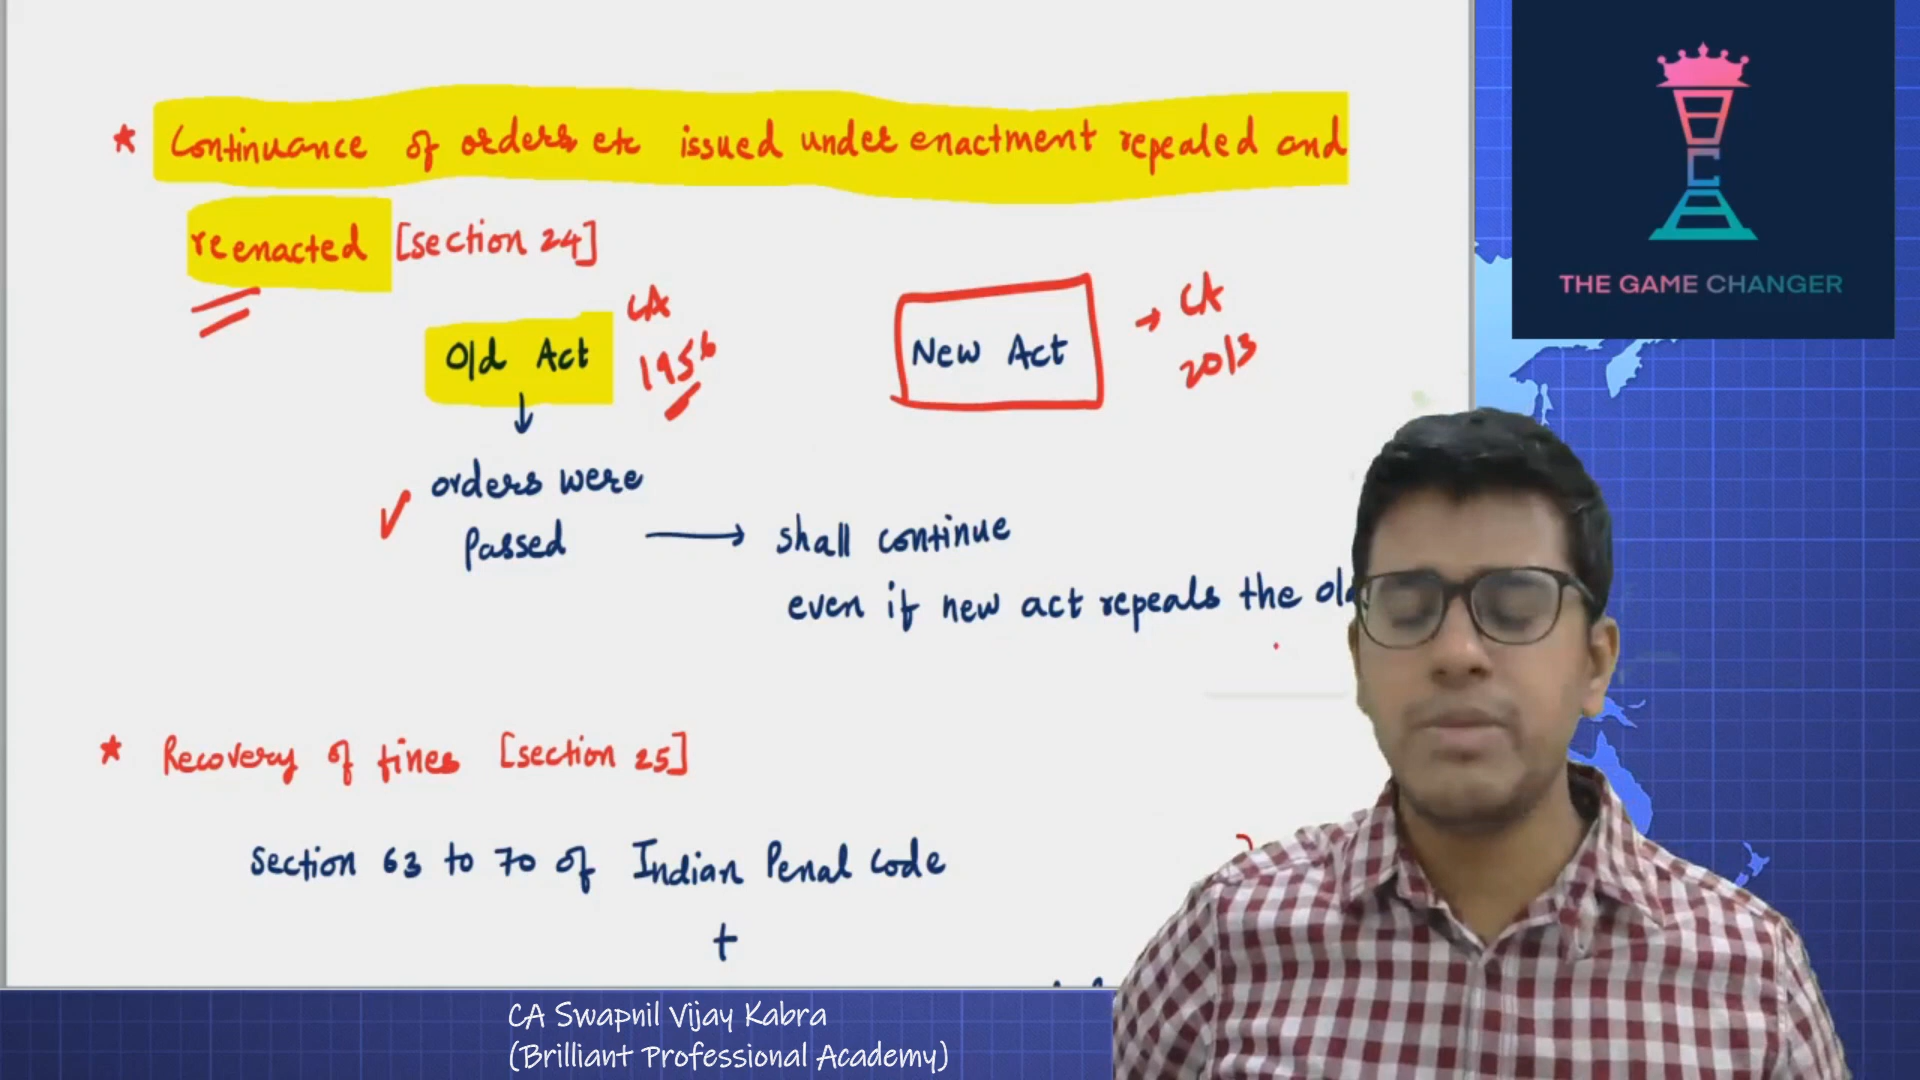 * Continuance of orders etc issued under enactment repealed and
reenacted [section 24]
Old Act
CA
1956
New Act
→ CA
2013
orders were
passed → shall continue
even if new act repeals the
* Recovery of fines [section 25]
section 63 to 70 of Indian Penal Code
+
THE GAME CHANGER
CA Swapnil Vijay Kabra
(Brilliant Professional Academy)